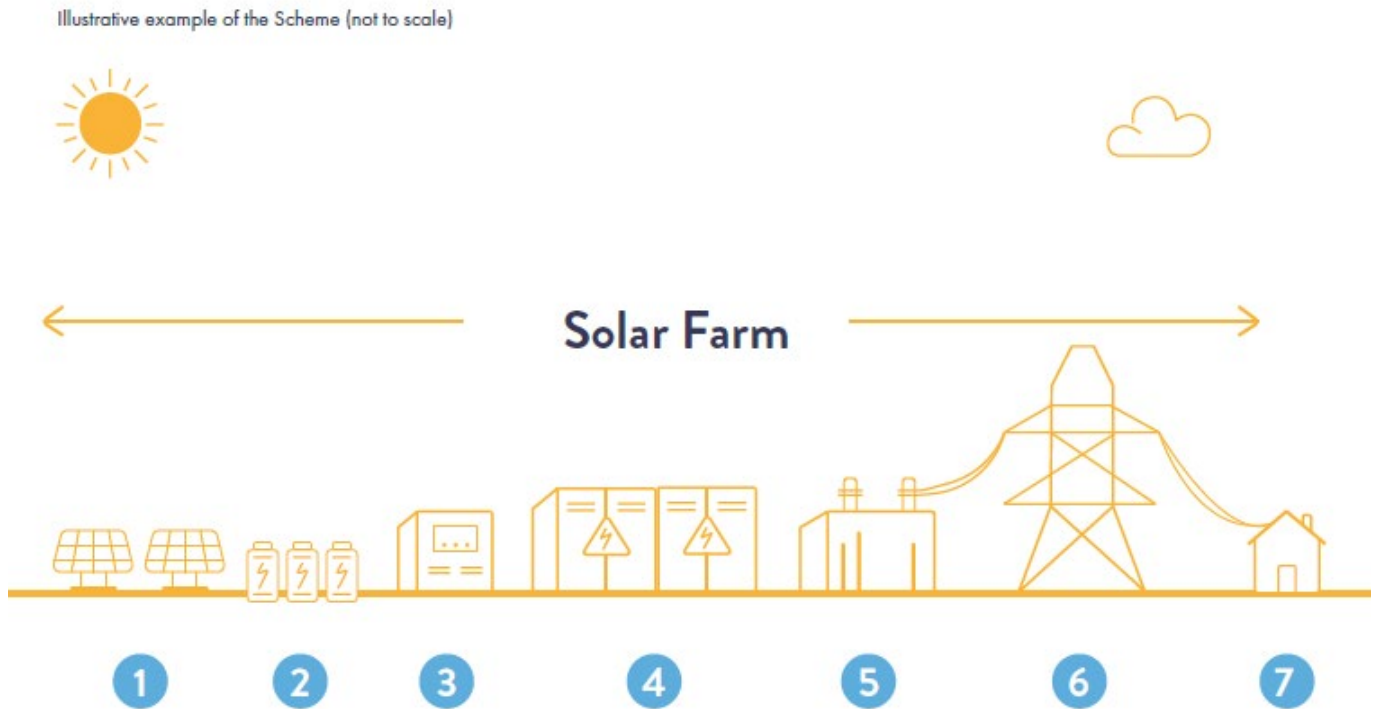 Illustrative example of the Scheme (not to scale)
Solar Farm
1 2 3 4 5 6 7